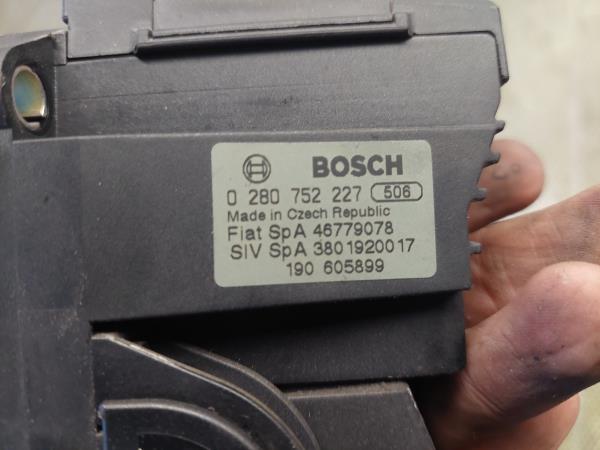 BOSCH
0 280 752 227 506
Made in Czech Republic
Fiat SpA 46779078
SIV SpA 3801920017
190 605899